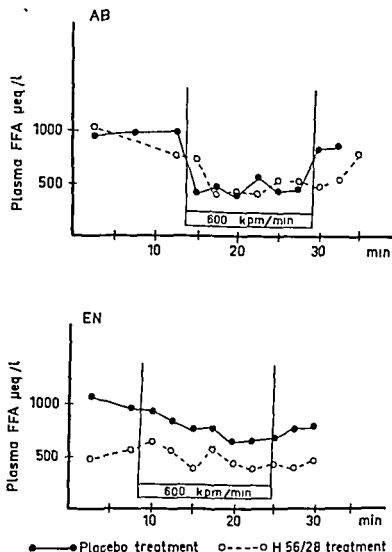 AB
Plasma FFA µeq/l
1000
500
600 kpm/min
10
20
30
min
EN
Plasma FFA µeq/l
1000
500
600 kpm/min
10
20
30
min
Placebo treatment
H 56/28 treatment